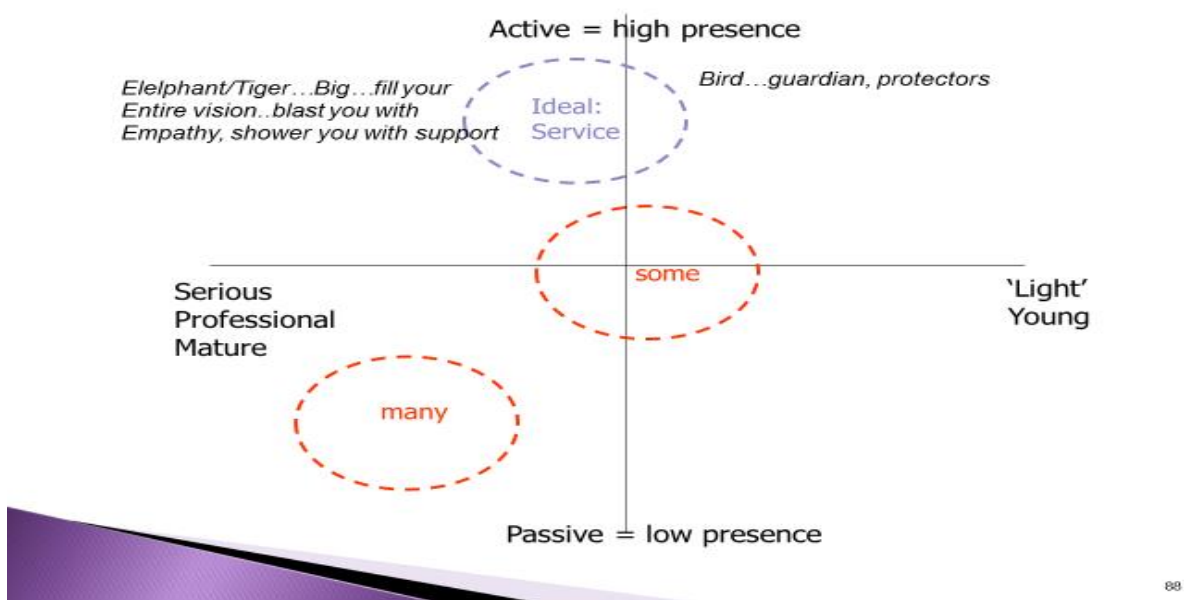 Active = high presence
Elelphant/Tiger...Big...fill your
Entire vision..blast you with
Empathy, shower you with support
Ideal:
Service
Bird...guardian, protectors
some
Serious
Professional
Mature
'Light'
Young
many
Passive = low presence
88